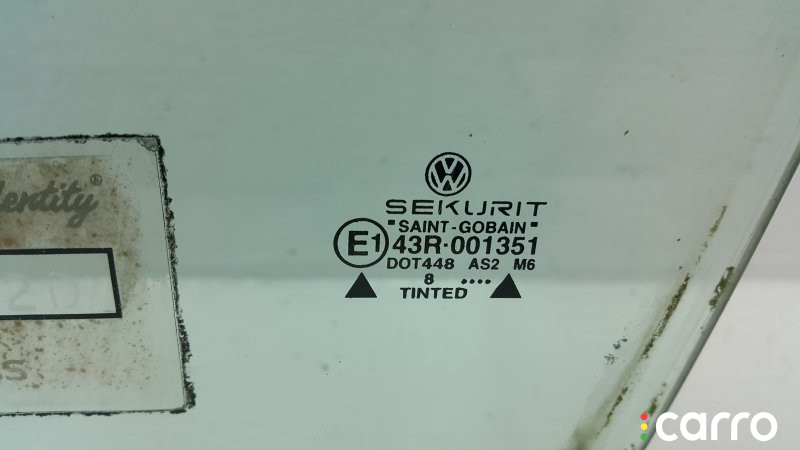 SEKURIT
"SAINT-GOBAIN"
E1 43R·001351
DOT448 AS2 M6
8 ....
TINTED
carro